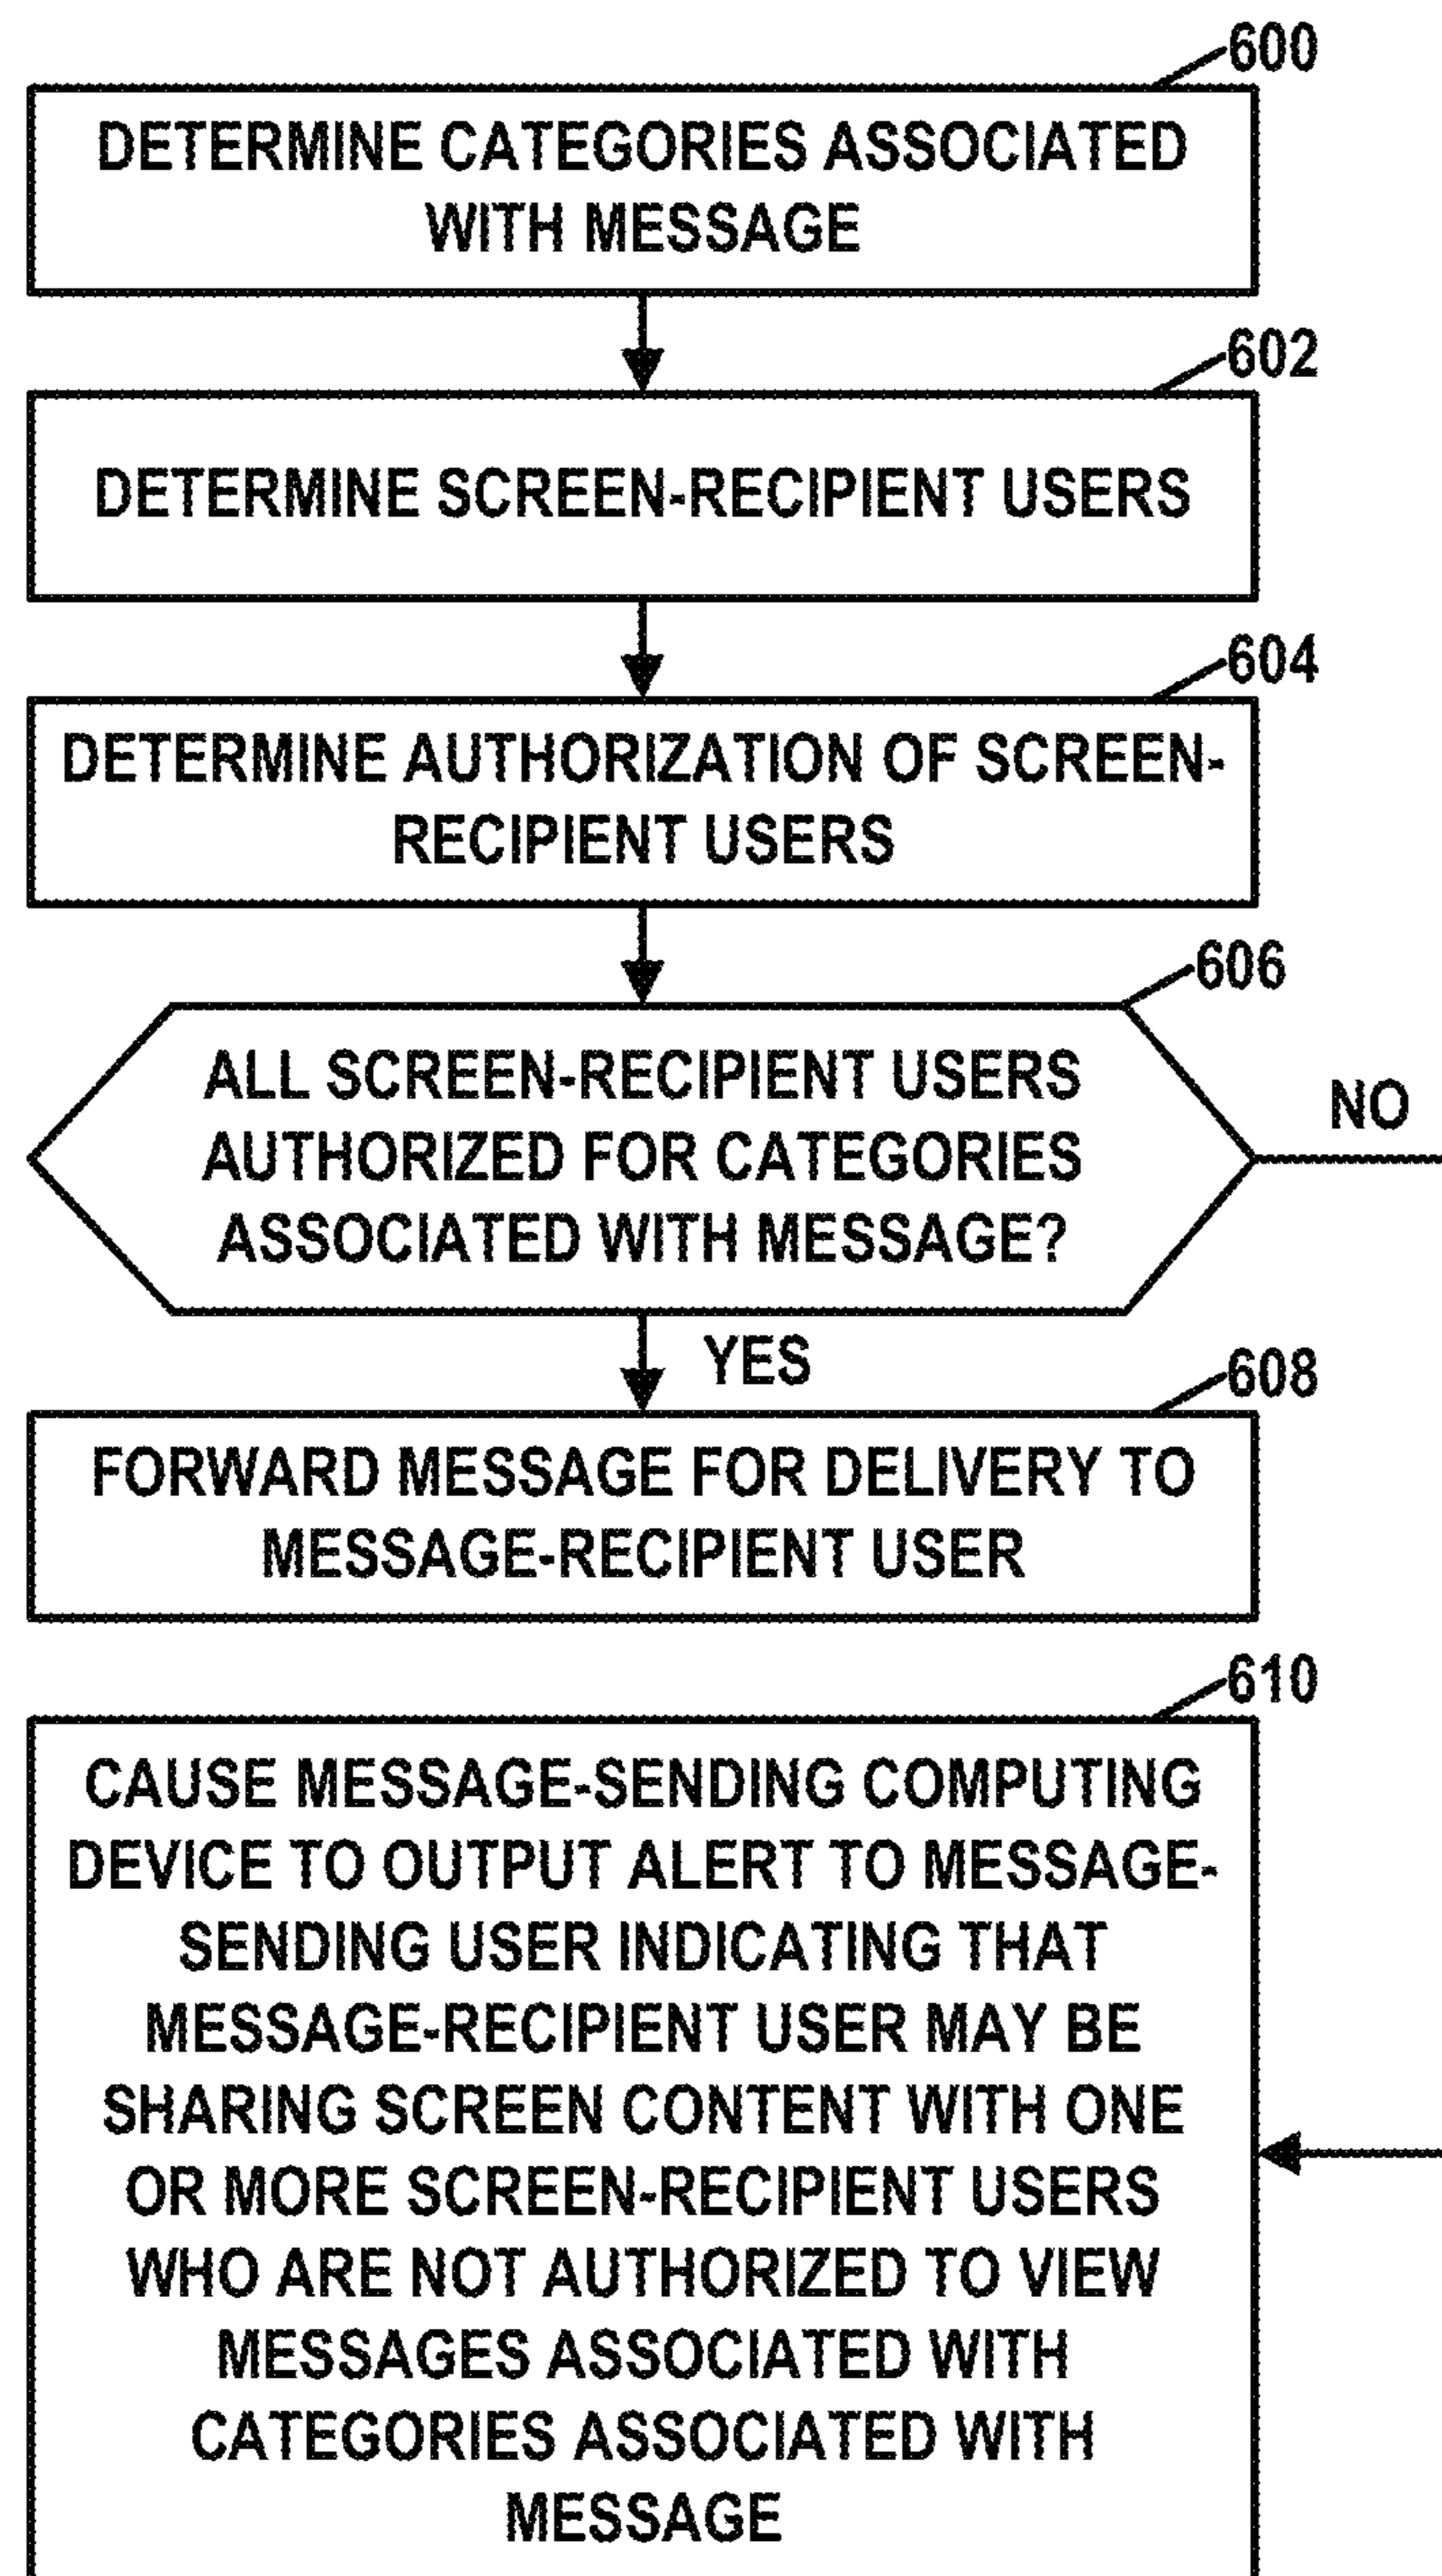 600
DETERMINE CATEGORIES ASSOCIATED
WITH MESSAGE
602
DETERMINE SCREEN-RECIPIENT USERS
604
DETERMINE AUTHORIZATION OF SCREEN-
RECIPIENT USERS
606
ALL SCREEN-RECIPIENT USERS
AUTHORIZED FOR CATEGORIES
ASSOCIATED WITH MESSAGE?
NO
YES
608
FORWARD MESSAGE FOR DELIVERY TO
MESSAGE-RECIPIENT USER
610
CAUSE MESSAGE-SENDING COMPUTING
DEVICE TO OUTPUT ALERT TO MESSAGE-
SENDING USER INDICATING THAT
MESSAGE-RECIPIENT USER MAY BE
SHARING SCREEN CONTENT WITH ONE
OR MORE SCREEN-RECIPIENT USERS
WHO ARE NOT AUTHORIZED TO VIEW
MESSAGES ASSOCIATED WITH
CATEGORIES ASSOCIATED WITH
MESSAGE